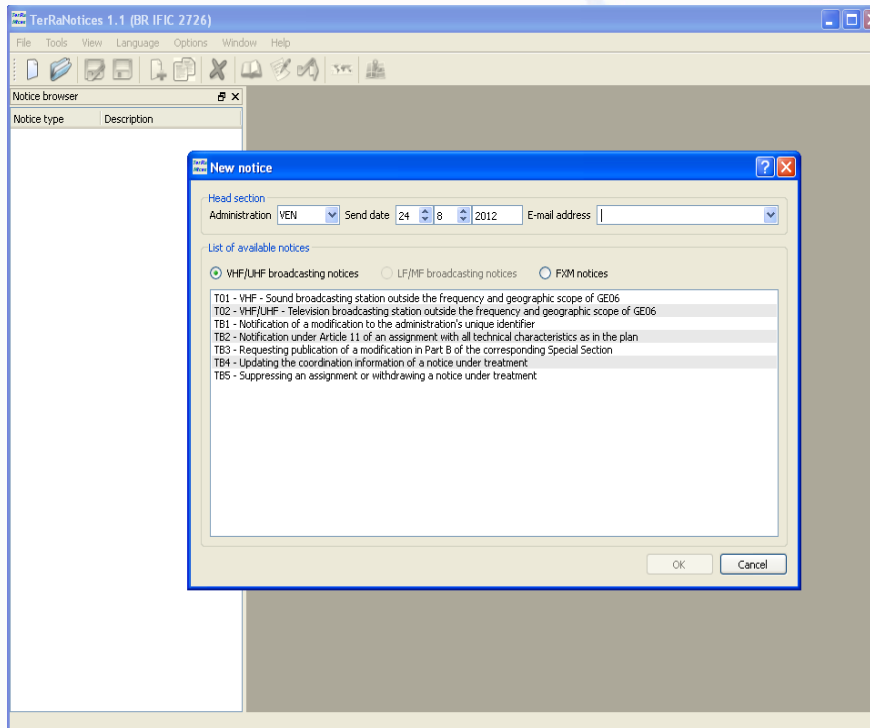 TerRaNotices 1.1 (BR IFIC 2726)
File Tools View Language Options Window Help
Notice browser
Notice type Description
New notice
Head section
Administration VEN Send date 24 8 2012 E-mail address
List of available notices
VHF/UHF broadcasting notices LF/MF broadcasting notices FXM notices
T01 - VHF - Sound broadcasting station outside the frequency and geographic scope of GE06
T02 - VHF/UHF - Television broadcasting station outside the frequency and geographic scope of GE06
TB1 - Notification of a modification to the administration's unique identifier
TB2 - Notification under Article 11 of an assignment with all technical characteristics as in the plan
TB3 - Requesting publication of a modification in Part B of the corresponding Special Section
TB4 - Updating the coordination information of a notice under treatment
TB5 - Suppressing an assignment or withdrawing a notice under treatment
OK Cancel